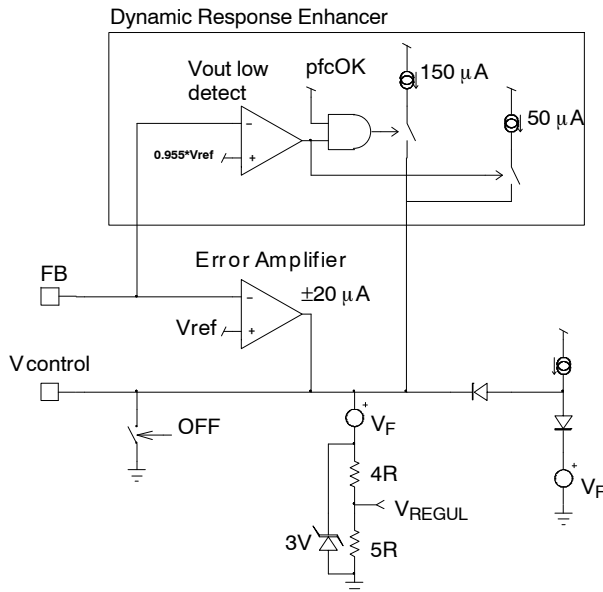 Dynamic Response Enhancer
Vout low
detect
pfcOK
150 µA
50 µA
0.955*Vref
FB
Error Amplifier
±20 µA
Vref
Vcontrol
OFF
VF
4R
VREGUL
3V
5R
VF